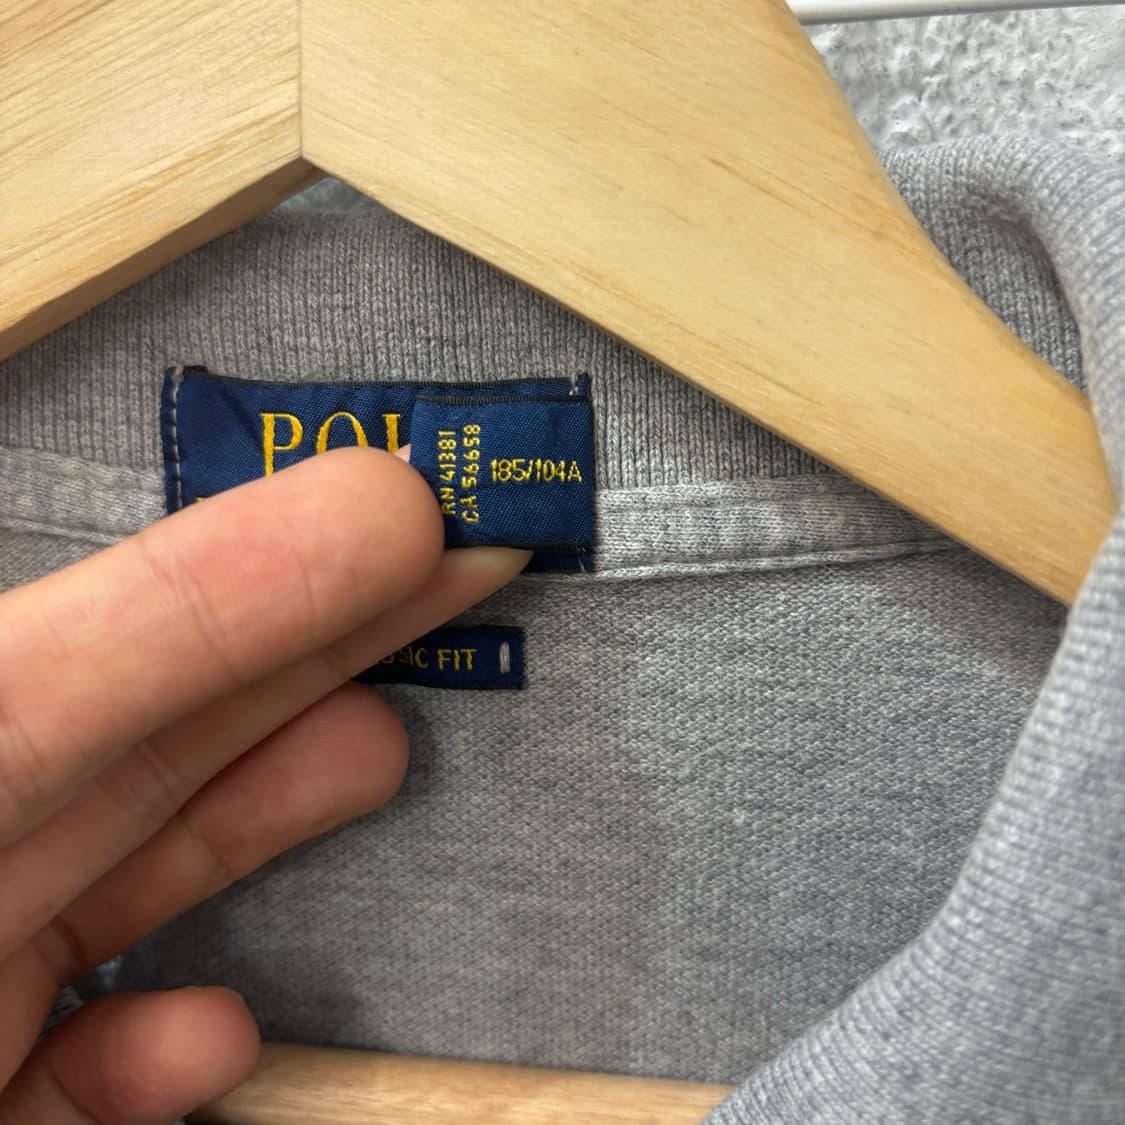 POL
RN 41381
CA 56658
185/104A
SIC FIT